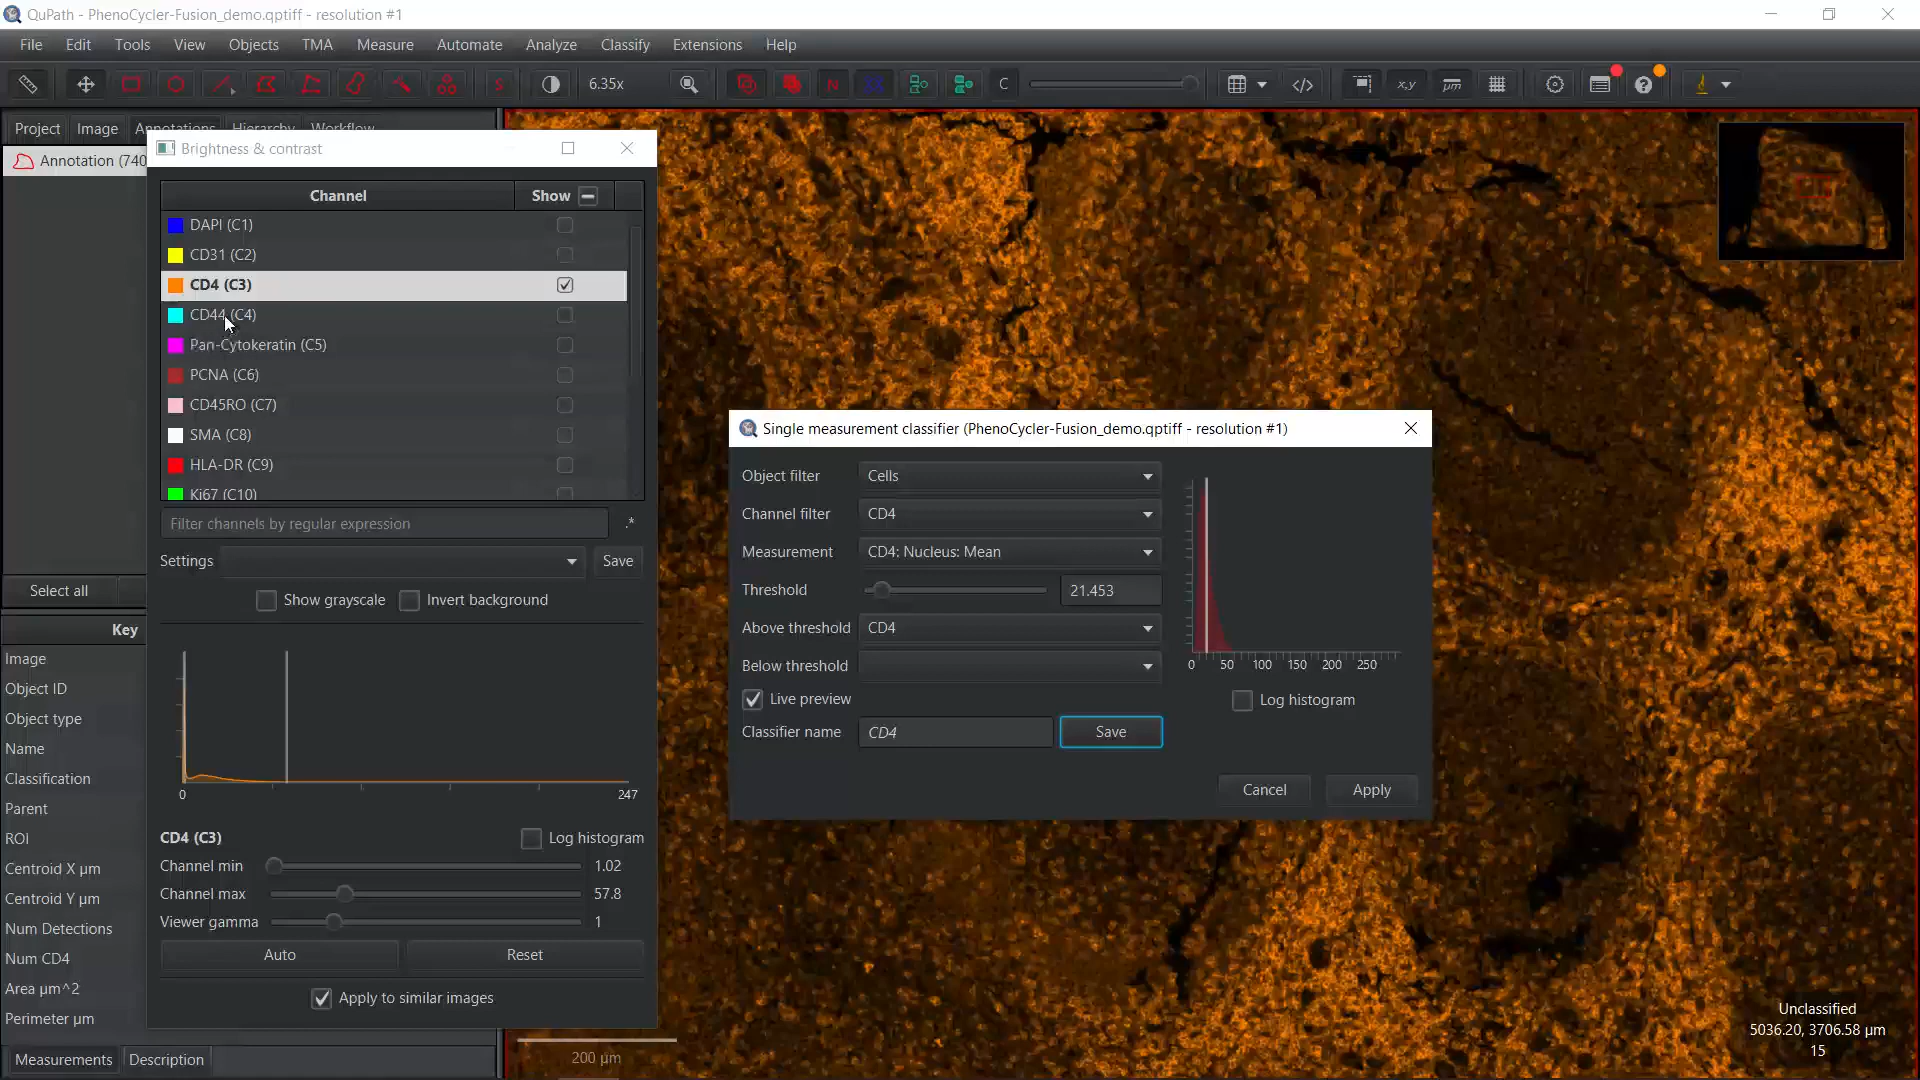 QuPath - PhenoCycler-Fusion_demo.qptiff - resolution #1
File Edit Tools View Objects TMA Measure Automate Analyze Classify Extensions Help
S 6.35x N C x,y μm
Project Image Annotations Hierarchy Workflow
Annotation (740
Brightness & contrast
Channel Show
DAPI (C1)
CD31 (C2)
CD4 (C3)
CD44 (C4)
Pan-Cytokeratin (C5)
PCNA (C6)
CD45RO (C7)
SMA (C8)
HLA-DR (C9)
Ki67 (C10)
Filter channels by regular expression .*
Settings Save
Show grayscale Invert background
0 247
CD4 (C3) Log histogram
Channel min 1.02
Channel max 57.8
Viewer gamma 1
Auto Reset
Apply to similar images
Select all
Key
Image
Object ID
Object type
Name
Classification
Parent
ROI
Centroid X μm
Centroid Y μm
Num Detections
Num CD4
Area μm^2
Perimeter μm
Measurements Description
Single measurement classifier (PhenoCycler-Fusion_demo.qptiff - resolution #1)
Object filter Cells
Channel filter CD4
Measurement CD4: Nucleus: Mean
Threshold 21.453
Above threshold CD4
Below threshold
Live preview
Classifier name CD4 Save
0 50 100 150 200 250
Log histogram
Cancel Apply
200 μm
Unclassified
5036.20, 3706.58 μm
15